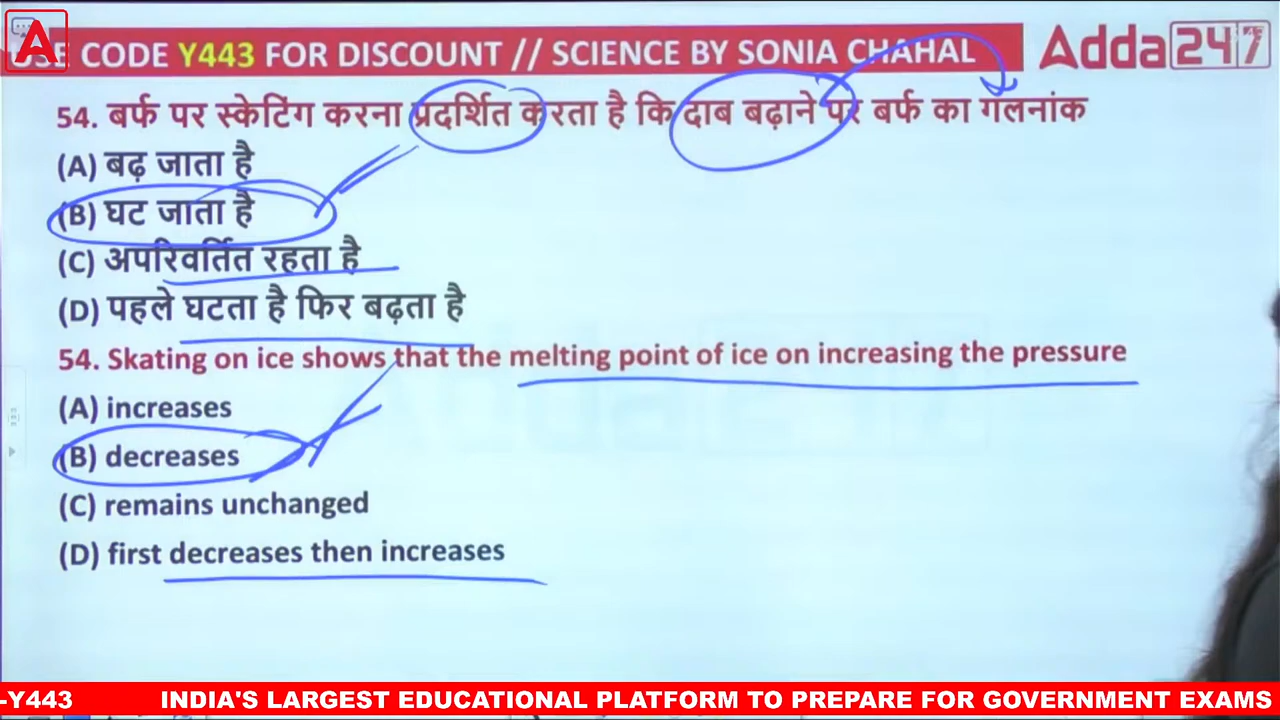 A
USE CODE Y443 FOR DISCOUNT // SCIENCE BY SONIA CHAHAL
Adda247
54. बर्फ पर स्केटिंग करना प्रदर्शित करता है कि दाब बढ़ाने पर बर्फ का गलनांक
(A) बढ़ जाता है
(B) घट जाता है
(C) अपरिवर्तित रहता है
(D) पहले घटता है फिर बढ़ता है
54. Skating on ice shows that the melting point of ice on increasing the pressure
(A) increases
(B) decreases
(C) remains unchanged
(D) first decreases then increases
-Y443 INDIA'S LARGEST EDUCATIONAL PLATFORM TO PREPARE FOR GOVERNMENT EXAMS